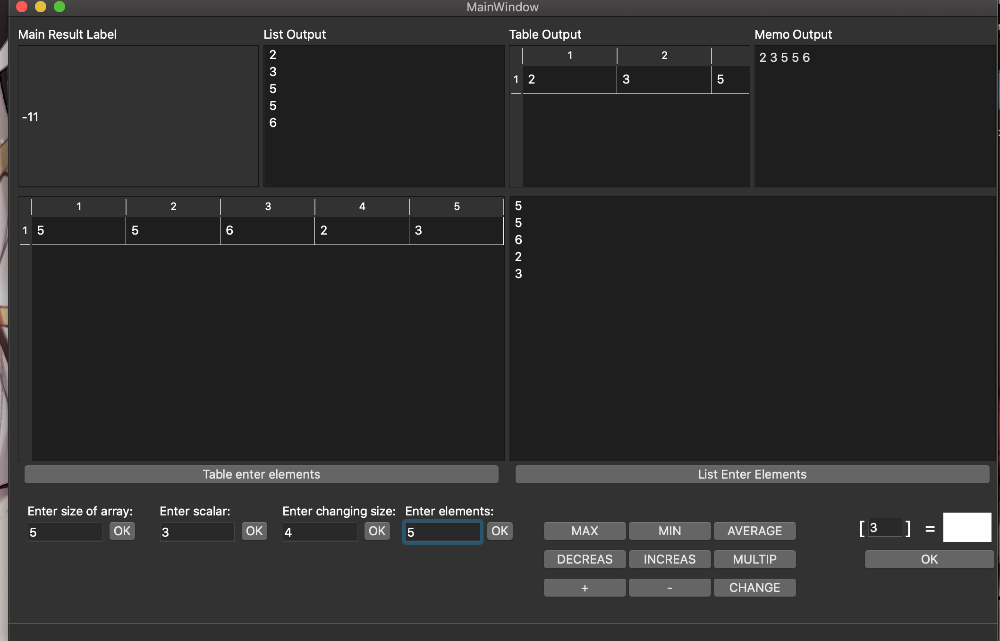 MainWindow
Main Result Label
-11
List Output
2
3
5
5
6
Table Output
1 2
1 2 3 5
Memo Output
2 3 5 5 6
1 2 3 4 5
1 5 5 6 2 3
5
5
6
2
3
Table enter elements
List Enter Elements
Enter size of array: Enter scalar: Enter changing size: Enter elements:
5 OK 3 OK 4 OK 5 OK
MAX MIN AVERAGE
DECREAS INCREAS MULTIP
+ - CHANGE
[ 3 ] =
OK